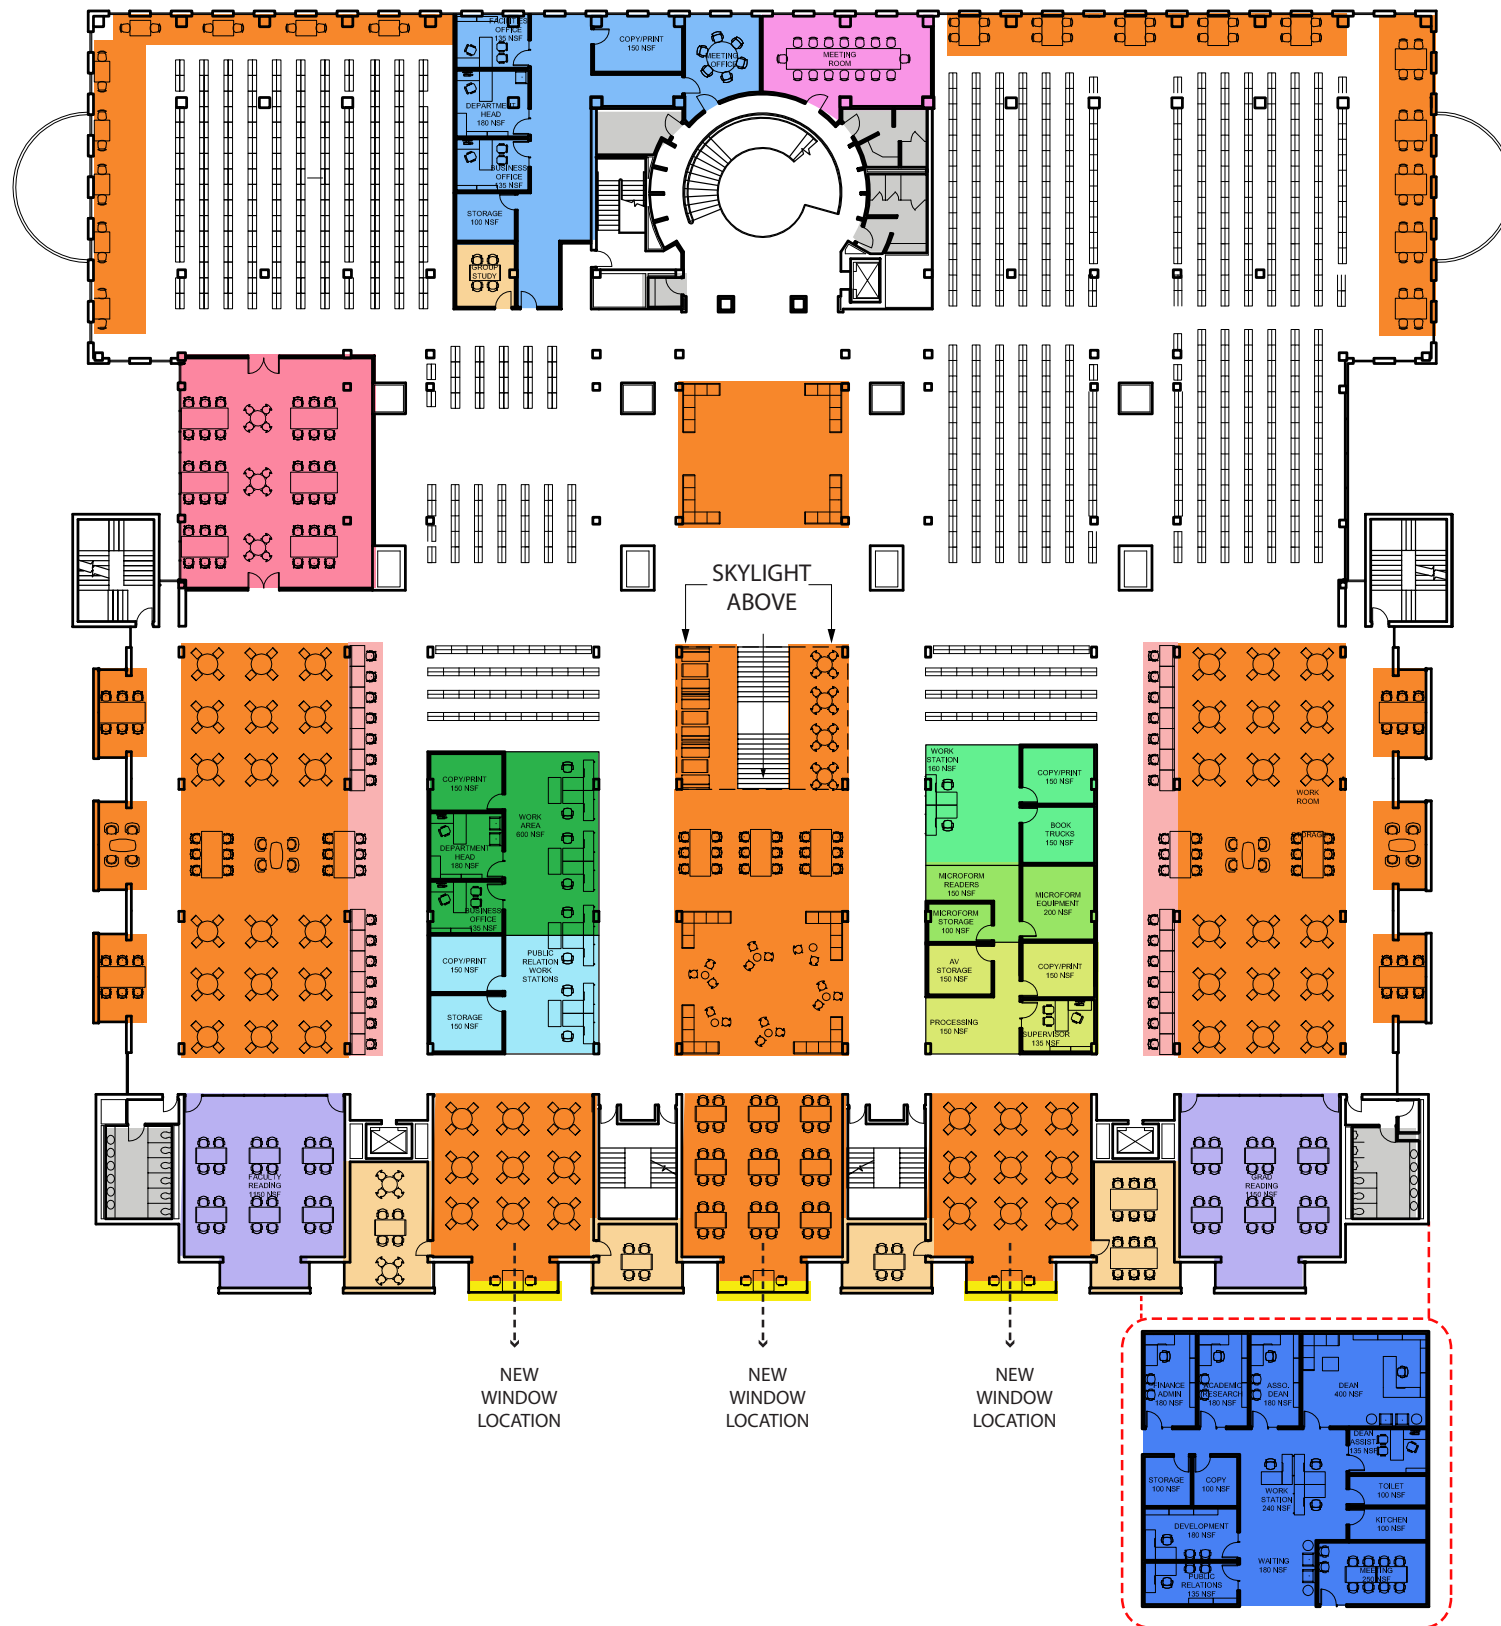 FACILITIES
OFFICE
135 NSF
COPY/PRINT
150 NSF
MEETING
OFFICE
MEETING
ROOM
DEPARTMENT
HEAD
180 NSF
BUSINESS
OFFICE
135 NSF
STORAGE
100 NSF
GROUP
STUDY
SKYLIGHT
ABOVE
COPY/PRINT
150 NSF
WORK
AREA
600 NSF
DEPARTMENT
HEAD
180 NSF
BUSINESS
OFFICE
135 NSF
COPY/PRINT
150 NSF
PUBLIC
RELATION
WORK
STATIONS
STORAGE
150 NSF
WORK
STATION
160 NSF
COPY/PRINT
150 NSF
BOOK
TRUCKS
150 NSF
MICROFORM
READERS
150 NSF
MICROFORM
EQUIPMENT
200 NSF
MICROFORM
STORAGE
100 NSF
AV
STORAGE
150 NSF
COPY/PRINT
150 NSF
PROCESSING
150 NSF
SUPERVISOR
135 NSF
WORK
ROOM
STORAGE
FACULTY
READING
1150 NSF
GRAD
READING
1150 NSF
NEW
WINDOW
LOCATION
NEW
WINDOW
LOCATION
NEW
WINDOW
LOCATION
FINANCE
ADMIN
180 NSF
ACADEMIC
RESEARCH
180 NSF
ASSO.
DEAN
180 NSF
DEAN
400 NSF
DEAN
ASSIST.
135 NSF
STORAGE
100 NSF
COPY
100 NSF
WORK
STATION
240 NSF
TOILET
100 NSF
KITCHEN
100 NSF
DEVELOPMENT
180 NSF
WAITING
180 NSF
MEETING
250 NSF
PUBLIC
RELATIONS
135 NSF